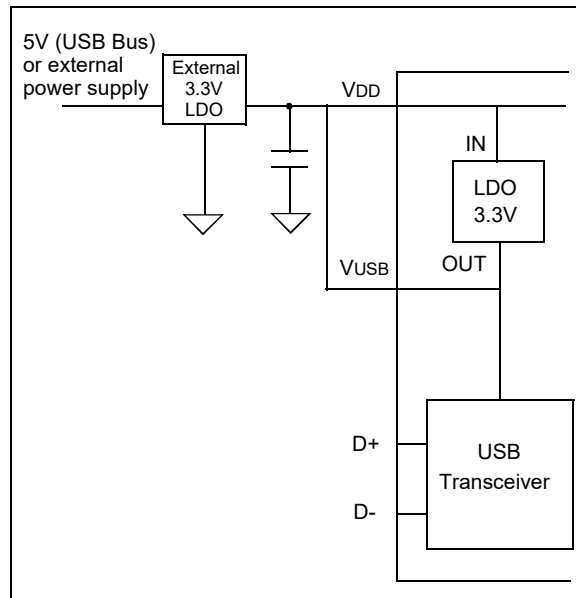 5V (USB Bus)
or external
power supply
External
3.3V
LDO
VDD
IN
LDO
3.3V
OUT
VUSB
D+
D-
USB
Transceiver